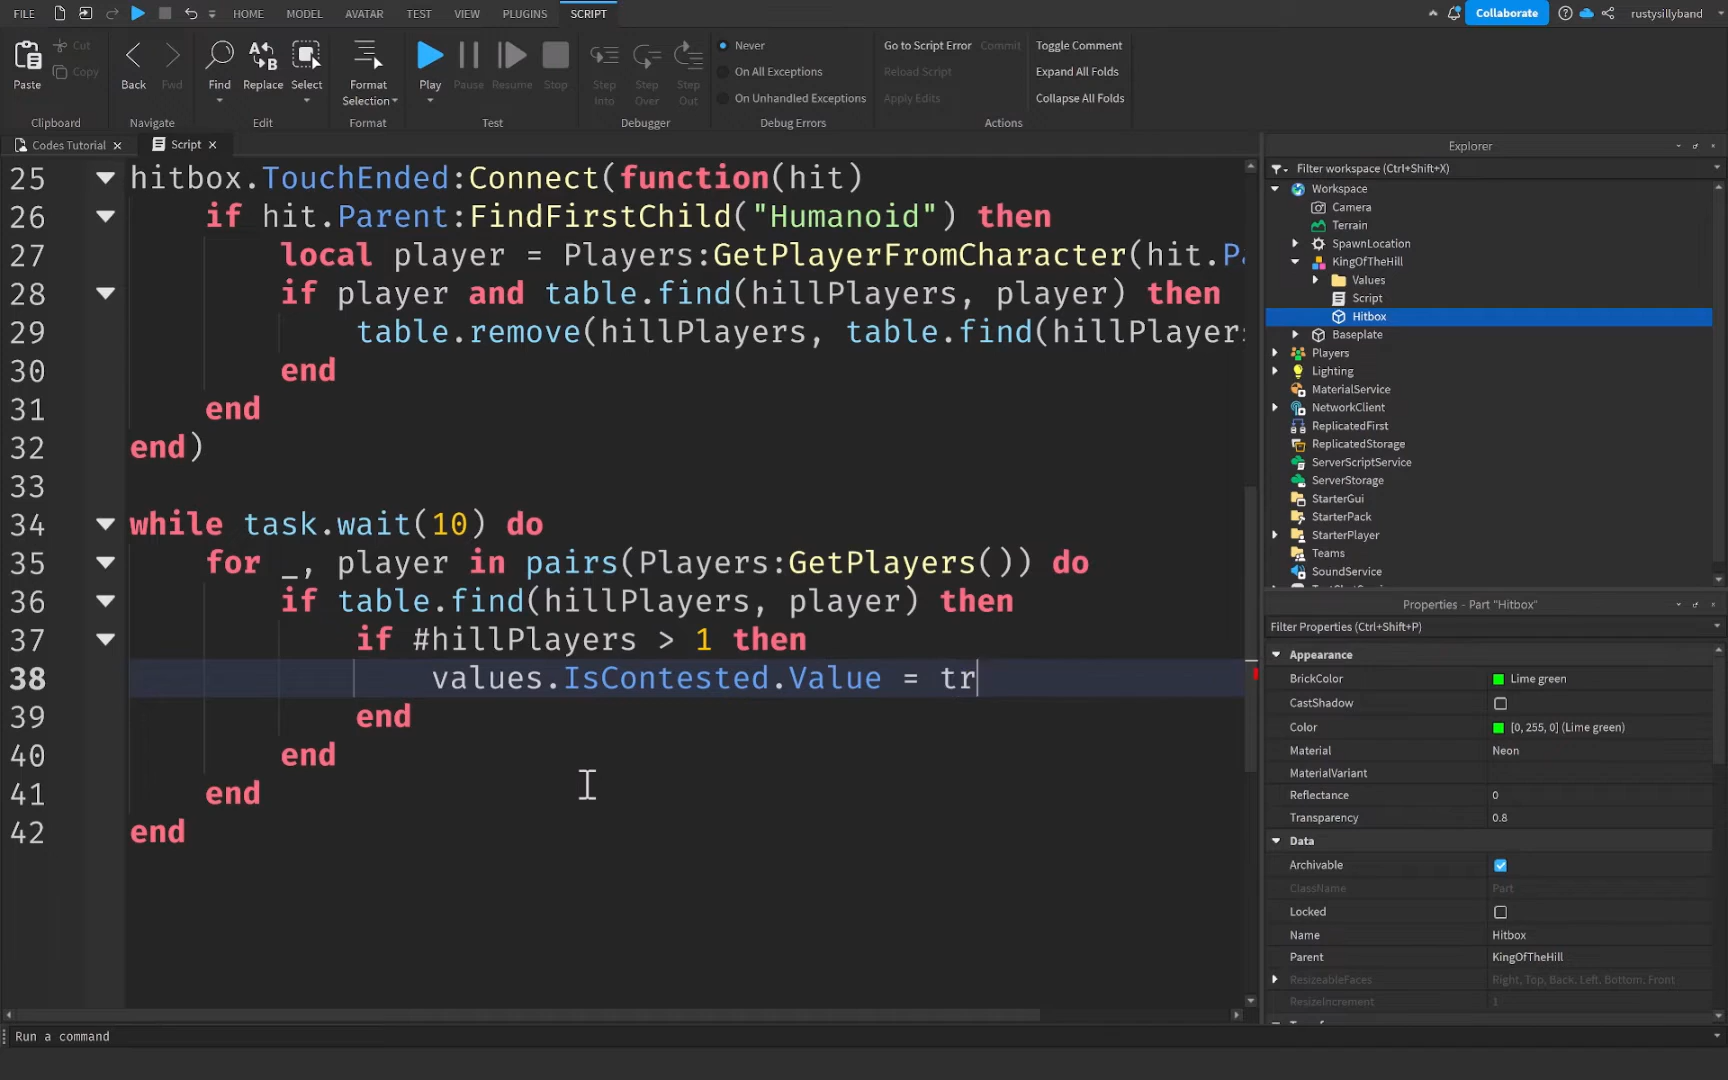 FILE HOME MODEL AVATAR TEST VIEW PLUGINS SCRIPT Collaborate rustysillyband
Paste Cut Copy Clipboard
Back Fwd Navigate
Find Replace Select Edit
Format Selection Format
Play Pause Resume Stop Test
Step Into Step Over Step Out Debugger
Never
On All Exceptions
On Unhandled Exceptions
Debug Errors
Go to Script Error Commit Toggle Comment
Reload Script Expand All Folds
Apply Edits Collapse All Folds
Actions
Codes Tutorial Script
25 hitbox.TouchEnded:Connect(function(hit)
26 if hit.Parent:FindFirstChild("Humanoid") then
27 local player = Players:GetPlayerFromCharacter(hit.Pa
28 if player and table.find(hillPlayers, player) then
29 table.remove(hillPlayers, table.find(hillPlayers
30 end
31 end
32 end)
33
34 while task.wait(10) do
35 for _, player in pairs(Players:GetPlayers()) do
36 if table.find(hillPlayers, player) then
37 if #hillPlayers > 1 then
38 values.IsContested.Value = tr
39 end
40 end
41 end
42 end
Run a command
Explorer
Filter workspace (Ctrl+Shift+X)
Workspace
Camera
Terrain
SpawnLocation
KingOfTheHill
Values
Script
Hitbox
Baseplate
Players
Lighting
MaterialService
NetworkClient
ReplicatedFirst
ReplicatedStorage
ServerScriptService
ServerStorage
StarterGui
StarterPack
StarterPlayer
Teams
SoundService
Properties - Part "Hitbox"
Filter Properties (Ctrl+Shift+P)
Appearance
BrickColor Lime green
CastShadow
Color [0, 255, 0] (Lime green)
Material Neon
MaterialVariant
Reflectance 0
Transparency 0.8
Data
Archivable
ClassName Part
Locked
Name Hitbox
Parent KingOfTheHill
ResizeableFaces Right, Top, Back, Left, Bottom, Front
ResizeIncrement 1